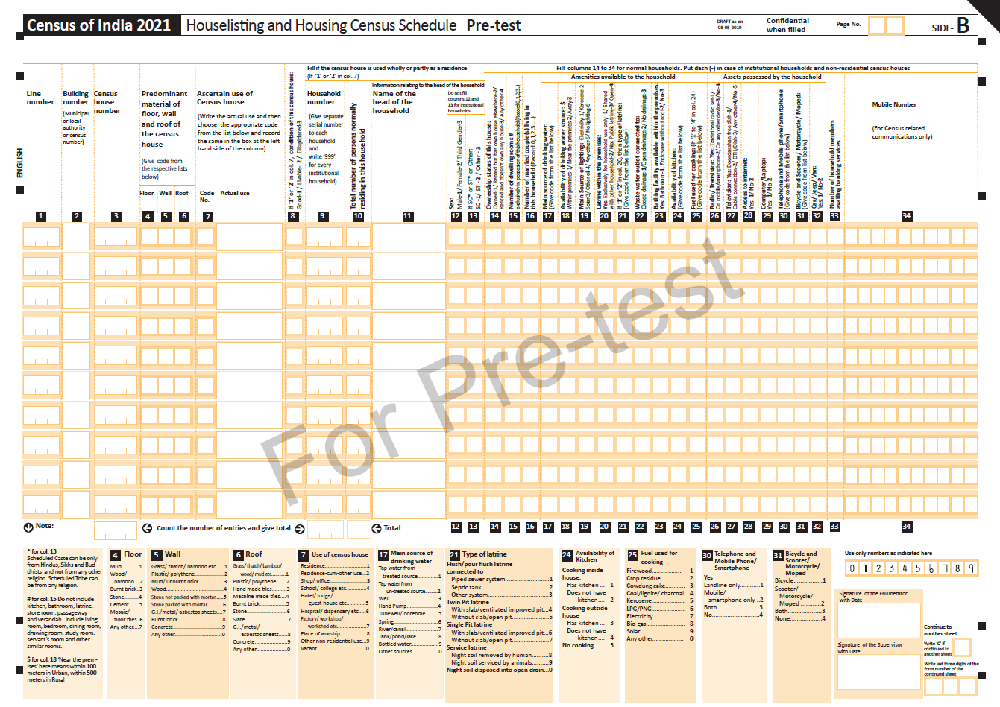 Census of India 2021 Houselisting and Housing Census Schedule Pre-test
DRAFT as on
08-05-2019
Confidential
when filled
Page No.
SIDE- B
ENGLISH
Line
number
Building
number
(Municipal
or local
authority
or census
number)
Census
house
number
Predominant
material of
floor, wall
and roof of
the census
house
(Give code from
the respective lists
below)
Floor Wall Roof
Ascertain use of
Census house
(Write the actual use and then
choose the appropriate code
from the list below and record
the same in the box at the left
hand side of the column)
Code
No.
Actual use
If '1' or '2' in col. 7, condition of this census house:
Good-1 / Livable- 2 / Dilapidated-3
Fill if the census house is used wholly or partly as a residence
(If '1' or '2' in col. 7)
Household
number
(Give separate
serial number
to each
household
and
write '999'
for every
institutional
household)
Total number of persons normally
residing in this household
Information relating to the head of the household
Name of the
head of the
household
Do not fill
columns 12 and
13 for institutional
households
Sex:
Male-1/ Female-2/ Third Gender-3
If SC* or ST* or Other:
SC -1/ ST - 2 / Other - 3
Fill columns 14 to 34 for normal households. Put dash (-) in case of institutional households and non-residential census houses
Ownership status of this house:
Owned-1/ Rented but has own house elsewhere-2/
Rented and doesn't own any house-3/ Any other-4
Number of dwelling rooms #
exclusively in possession of this household (Record 0,1,2,3..)
Number of married couple(s) living in
this household (Record 0,1,2,3 ....)
Amenities available to the household
Main source of drinking water:
(Give code from the list below)
Availability of drinking water source: $
Within premises-1/ Near the premises-2/ Away-3
Main Source of lighting: Electricity-1/ Kerosene-2
Solar-3/ Other oil-4/ Any other-5/ No lighting-6
Latrine within the premises:
Yes: Exclusively for household use only -1/ Shared
with other household-2/ No: Public latrine-3/ Open-4
If '1' or '2' in col. 20, then type of latrine:
(Give code from the list below)
Waste water outlet connected to:
Closed drainage-1/Open drainage-2/ No drainage-3
Bathing facility available within the premises:
Yes: Bathroom-1, Enclosure without roof-2/ No-3
Availability of kitchen:
(Give code from the list below)
Fuel used for cooking: (If '1' to '4' in col. 24)
(Give code from the list below)
Assets possessed by the household
Radio/ Transistor: Yes: Traditional radio set-1/
On mobile/smartphone-2/ On any other device-3/No-4
Television: Yes: Doordarshan free dish-1/
Cable connection-2/ DTH/Dish-3/ Any other-4/ No-5
Access to internet:
Yes: 1/ No-2
Computer/Laptop:
Yes: 1/ No-2
Telephone and Mobile phone/Smartphone:
(Give code from the list below)
Bicycle and Scooter/ Motorcycle/ Moped:
(Give code from list below)
Car/ Jeep/ Van:
Yes: 1/ No-2
Number of household members
availing banking services
Mobile Number
(For Census related
communications only)
1 2 3 4 5 6 7 8 9 10 11 12 13 14 15 16 17 18 19 20 21 22 23 24 25 26 27 28 29 30 31 32 33 34
For Pre-test
Note:
Count the number of entries and give total
Total
12 13 14 15 16 17 18 19 20 21 22 23 24 25 26 27 28 29 30 31 32 33 34
* for col. 13
Scheduled Caste can be only
from Hindus, Sikhs and Bud-
dhists and not from any other
religion. Scheduled Tribe can
be from any religion.
# for col. 15 Do not include
kitchen, bathroom, latrine,
store room, passageway
and verandah. Include living
room, bedroom, dining room,
drawing room, study room,
servant's room and other
similar rooms.
$ for col. 18 'Near the prem-
ises' here means within 100
meters in Urban, within 500
meters in Rural
4 Floor
Mud..........1
Wood/
bamboo....2
Burnt brick..3
Stone.........4
Cement......5
Mosaic/
floor tiles..6
Any other....7
5 Wall
Grass/ thatch/ bamboo etc. ....1
Plastic/ polythene....................2
Mud/ unburnt brick................3
Wood.......................................4
Stone not packed with mortar.....5
Stone packed with mortar..........6
G.I./metal/ asbestos sheets....7
Burnt brick..............................8
Concrete.................................9
Any other................................0
6 Roof
Grass/thatch/ bamboo/
wood/ mud etc...........1
Plastic/ polythene......2
Hand made tiles.........3
Machine made tiles....4
Burnt brick................5
Stone.........................6
Slate..........................7
G.I./metal/
asbestos sheets......8
Concrete....................9
Any other..................0
7 Use of census house
Residence............................1
Residence-cum-other use...2
Shop/ office........................3
School/ college etc.............4
Hotel/ lodge/
guest house etc...............5
Hospital/ dispensary etc.....6
Factory/ workshop/
workshed etc..................7
Place of worship.................8
Other non-residential use...9
Vacant................................0
17 Main source of
drinking water
Tap water from
treated source..........1
Tap water from
un-treated source........2
Well............................3
Hand Pump................4
Tubewell/ borehole.....5
Spring.........................6
River/canal.................7
Tank/pond/lake..........8
Bottled water.............9
Other sources.............0
21 Type of latrine
Flush/pour flush latrine
connected to
Piped sewer system....................1
Septic tank..................................2
Other system..............................3
Twin Pit latrine
With slab/ventilated improved pit...4
Without slab/open pit.................5
Single Pit latrine
With slab/ventilated improved pit...6
Without slab/open pit.................7
Service latrine
Night soil removed by human........8
Night soil serviced by animals........9
Night soil disposed into open drain...0
24 Availability of
Kitchen
Cooking inside
house:
Has kitchen ... 1
Does not have
kitchen .... 2
Cooking outside
house
Has kitchen ... 3
Does not have
kitchen .... 4
No cooking ..... 5
25 Fuel used for
cooking
Firewood................. 1
Crop residue........... 2
Cowdung cake........ 3
Coal/lignite/ charcoal.. 4
Kerosene................ 5
LPG/PNG................ 6
Electricity............... 7
Bio-gas................... 8
Solar....................... 9
Any other............... 0
30 Telephone and
Mobile Phone/
Smartphone
Yes
Landline only..........1
Mobile/
smartphone only ..2
Both.......................3
No..........................4
31 Bicycle and
Scooter/
Motorcycle/
Moped
Bicycle..............1
Scooter/
Motorcycle/
Moped ..........2
Both..................3
None.................4
Use only numbers as indicated here
0 1 2 3 4 5 6 7 8 9
Signature of the Enumerator
with Date
Signature of the Supervisor
with Date
Continue to
another sheet
Write 'C' if
continued to
another sheet
Write last three digits of the
form number of the
continued sheet